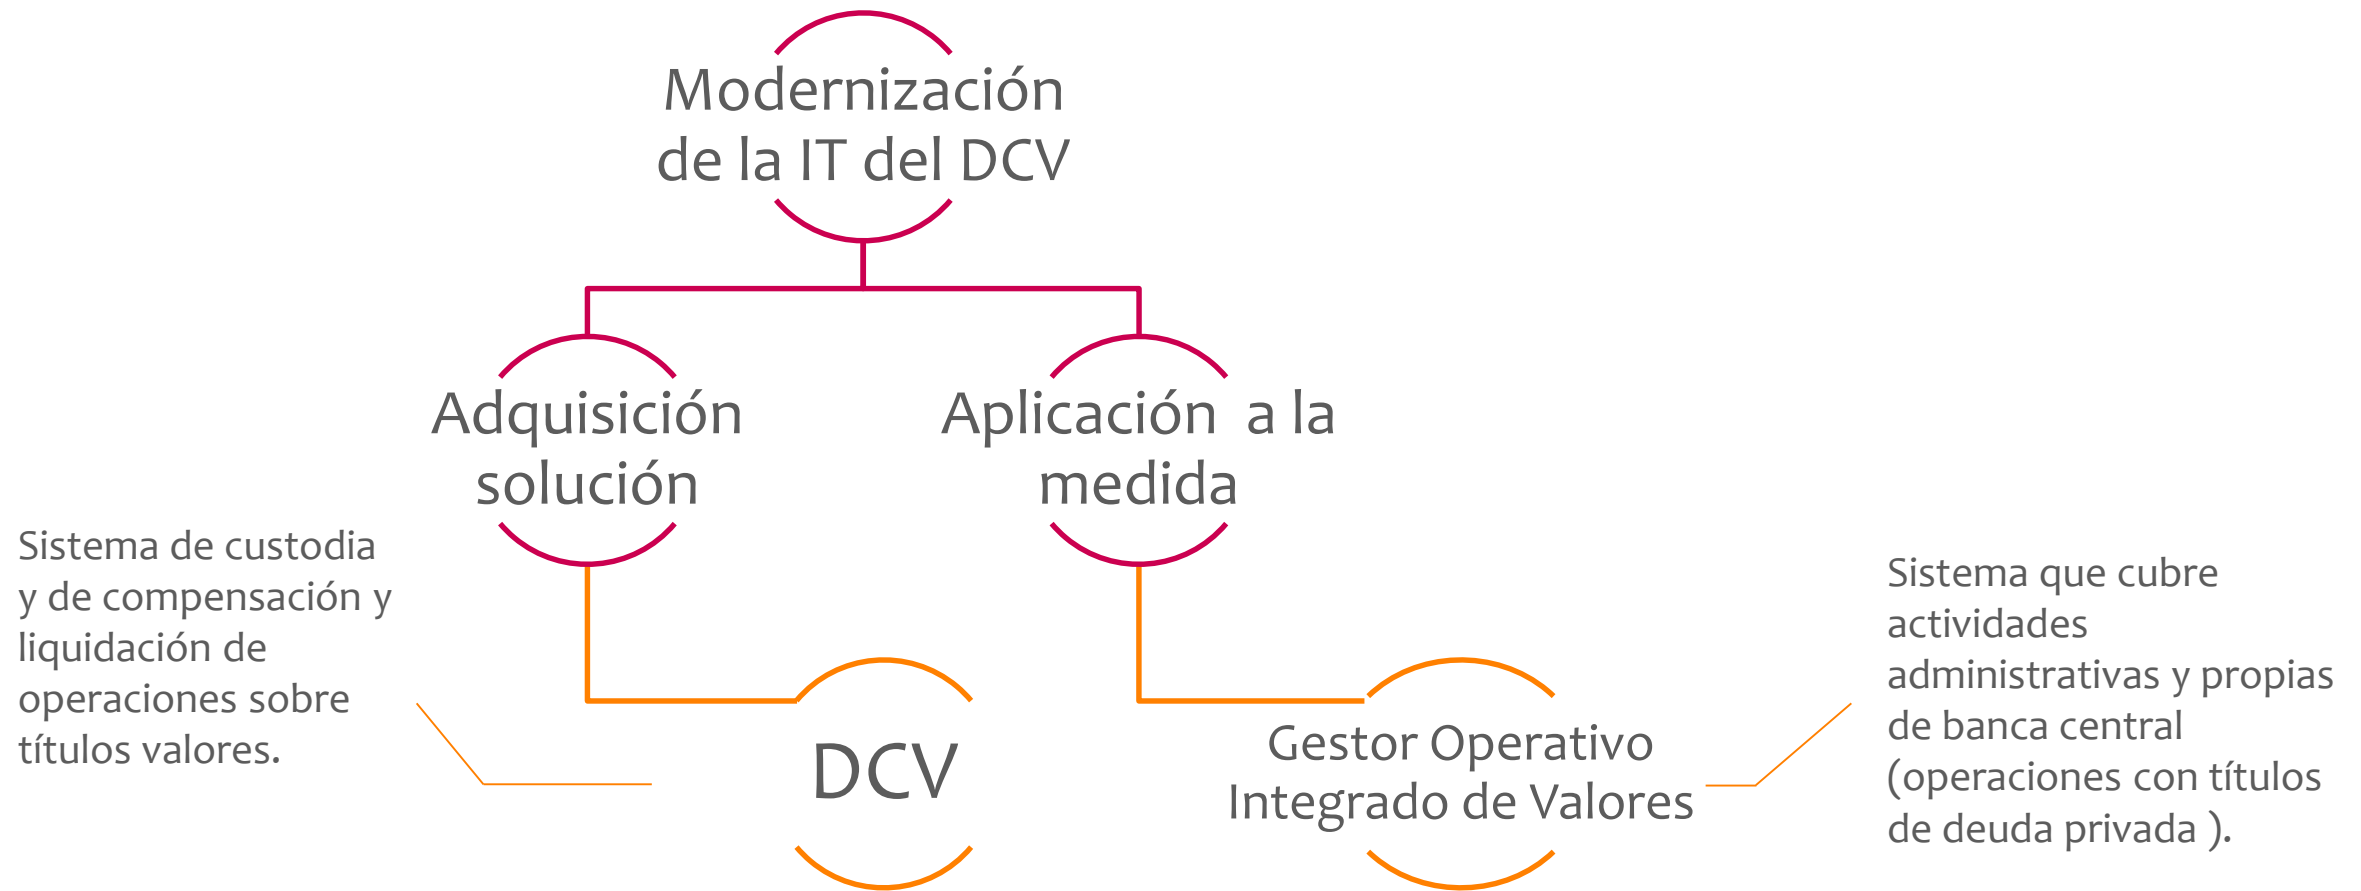 Modernización
de la IT del DCV
Adquisición
solución
Aplicación  a la
medida
Sistema de custodia
y de compensación y
liquidación de
operaciones sobre
títulos valores.
DCV
Gestor Operativo
Integrado de Valores
Sistema que cubre
actividades
administrativas y propias
de banca central
(operaciones con títulos
de deuda privada ).